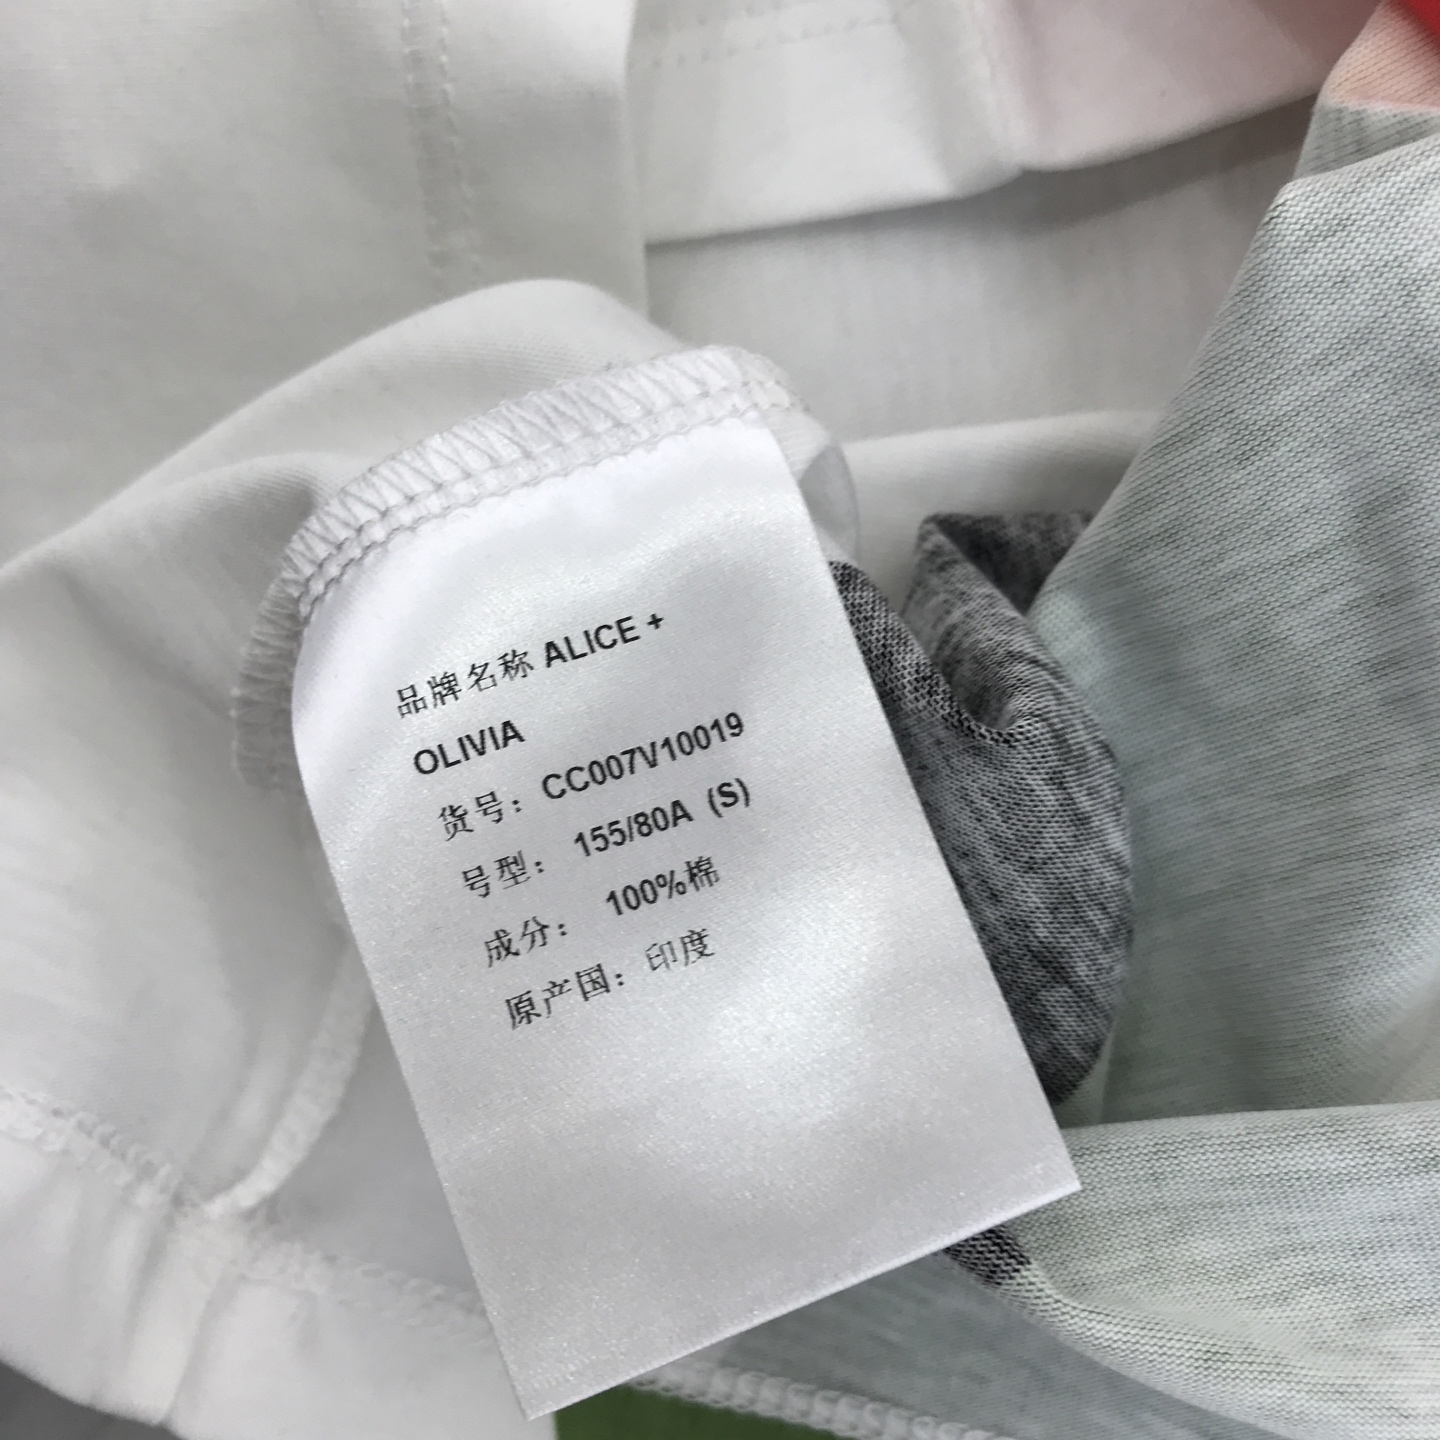 品牌名称 ALICE +
OLIVIA
货号： CC007V10019
号型： 155/80A (S)
成分： 100%棉
原产国：印度